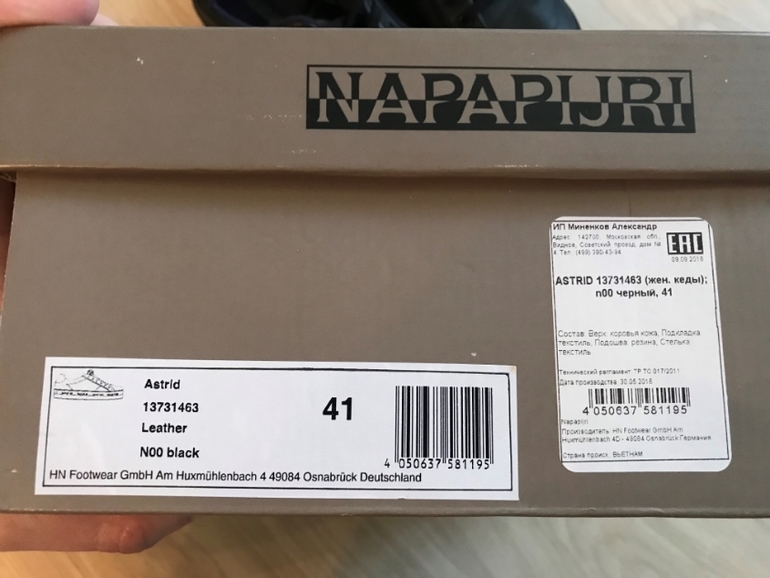 NAPAPIJRI
ИП Миненков Александр
Адрес: 142700, Московская обл.,
Видное, Советский проезд, дом №
4 Тел. (499) 390-43-94
EAC
09.09.2016
ASTRID 13731463 (жен. кеды);
n00 черный, 41
Состав: Верх: коровья кожа, Подкладка
текстиль, Подошва: резина, Стелька
текстиль
Технический регламент: ТР ТС 017/2011
Дата производства: 30.05.2016
4 050637 581195
Napapijri
Производитель: HN Footwear GmbH Am
Huxmühlenbach 4D - 49084 Osnabrück Германия
Страна происх.: ВЬЕТНАМ
Astrid
13731463
Leather
N00 black
41
4 050637 581195
HN Footwear GmbH Am Huxmühlenbach 4 49084 Osnabrück Deutschland